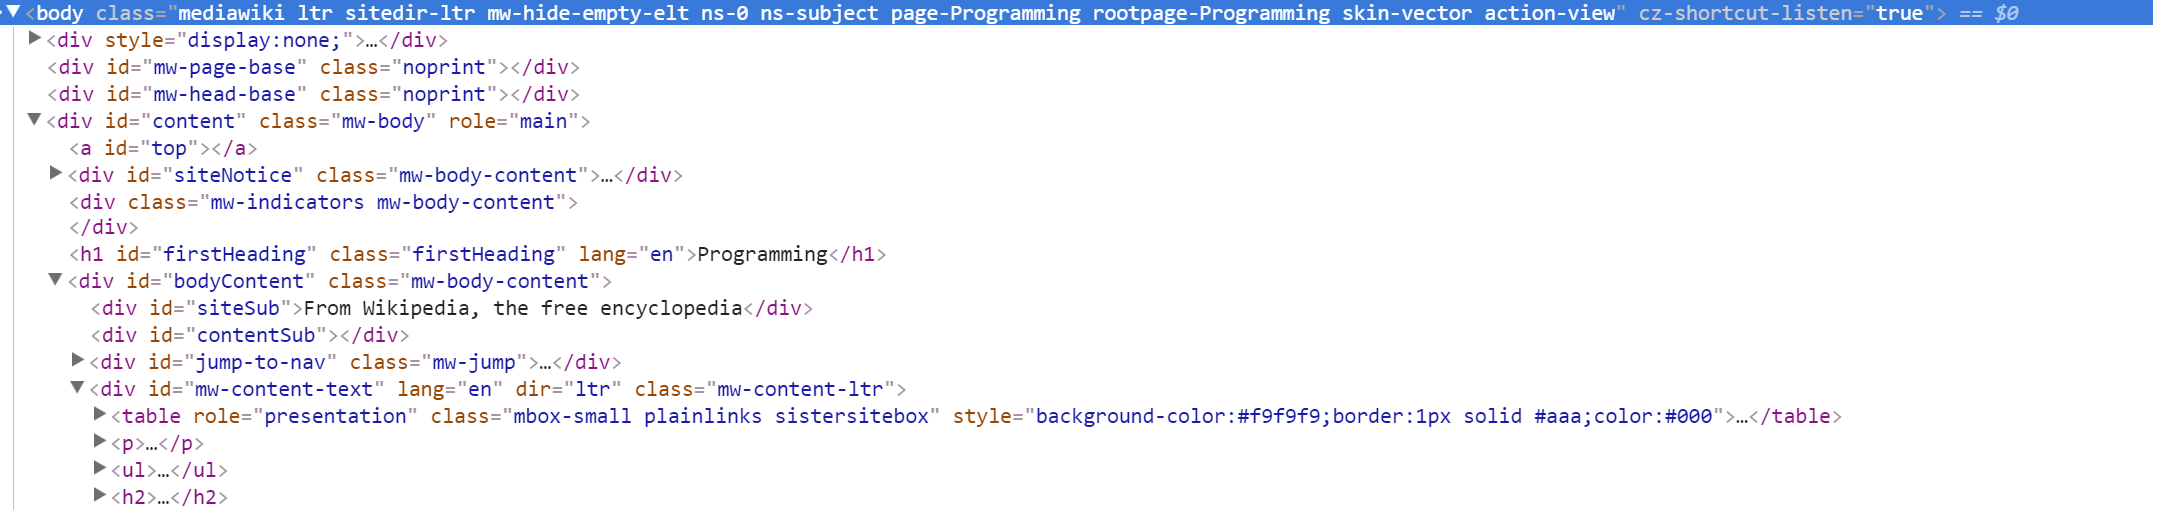 <body class="mediawiki ltr sitedir-ltr mw-hide-empty-elt ns-0 ns-subject page-Programming rootpage-Programming skin-vector action-view" cz-shortcut-listen="true"> == $0
<div style="display:none;">…</div>
<div id="mw-page-base" class="noprint"></div>
<div id="mw-head-base" class="noprint"></div>
<div id="content" class="mw-body" role="main">
<a id="top"></a>
<div id="siteNotice" class="mw-body-content">…</div>
<div class="mw-indicators mw-body-content">
</div>
<h1 id="firstHeading" class="firstHeading" lang="en">Programming</h1>
<div id="bodyContent" class="mw-body-content">
<div id="siteSub">From Wikipedia, the free encyclopedia</div>
<div id="contentSub"></div>
<div id="jump-to-nav" class="mw-jump">…</div>
<div id="mw-content-text" lang="en" dir="ltr" class="mw-content-ltr">
<table role="presentation" class="mbox-small plainlinks sistersitebox" style="background-color:#f9f9f9;border:1px solid #aaa;color:#000">…</table>
<p>…</p>
<ul>…</ul>
<h2>…</h2>